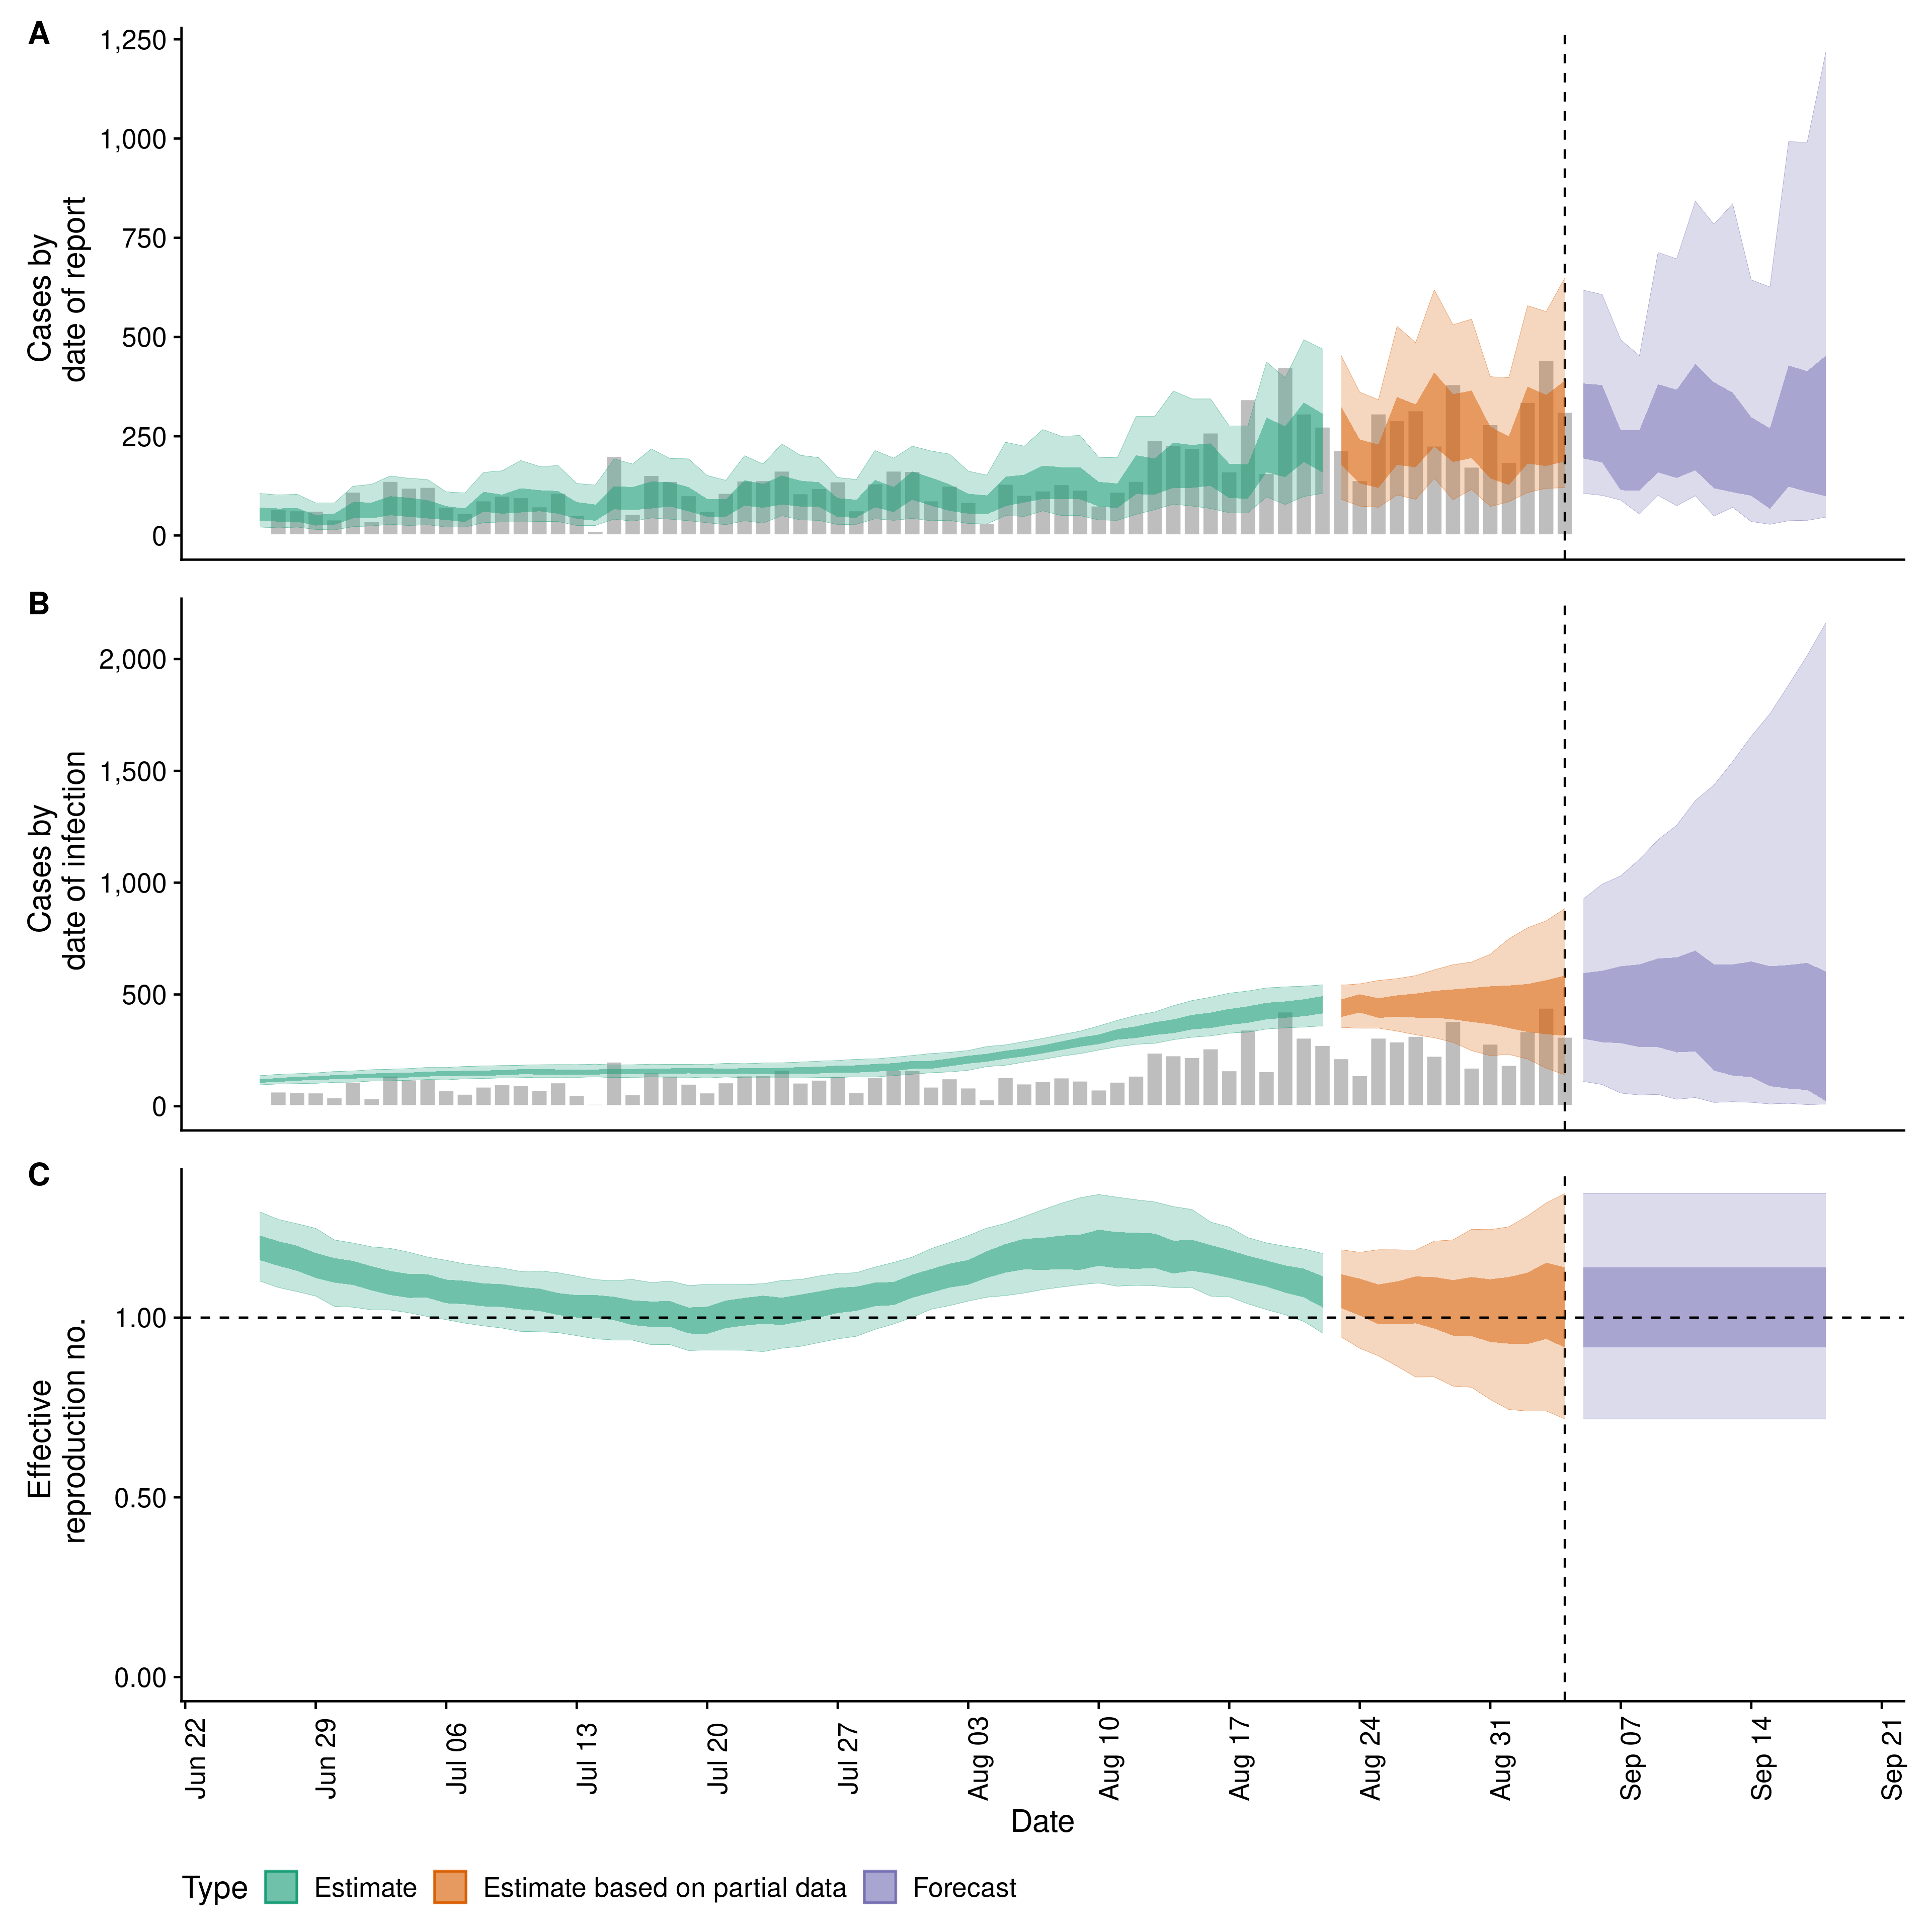 A
1,250
1,000
750
500
250
0
Cases by
date of report
B
2,000
1,500
1,000
500
0
Cases by
date of infection
C
1.00
0.50
0.00
Effective
reproduction no.
Jun 22
Jun 29
Jul 06
Jul 13
Jul 20
Jul 27
Aug 03
Aug 10
Aug 17
Aug 24
Aug 31
Sep 07
Sep 14
Sep 21
Date
Type Estimate Estimate based on partial data Forecast